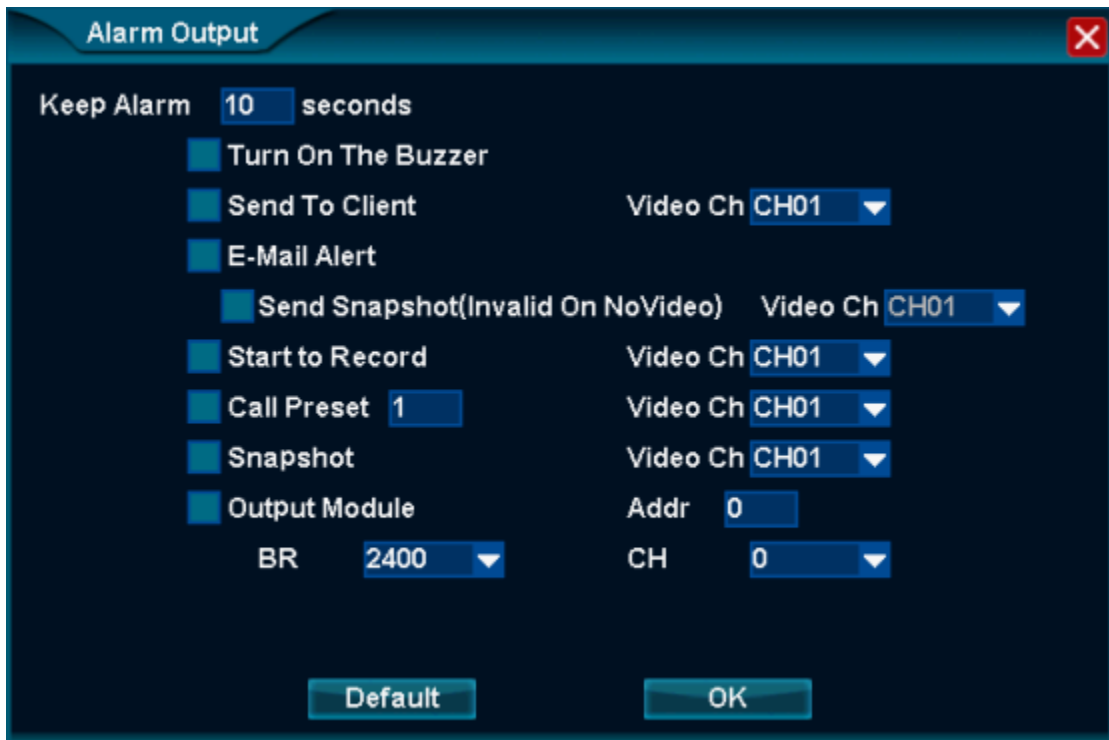 Alarm Output
Keep Alarm 10 seconds
Turn On The Buzzer
Send To Client Video Ch CH01
E-Mail Alert
Send Snapshot(Invalid On NoVideo) Video Ch CH01
Start to Record Video Ch CH01
Call Preset 1 Video Ch CH01
Snapshot Video Ch CH01
Output Module Addr 0
BR 2400 CH 0
Default OK